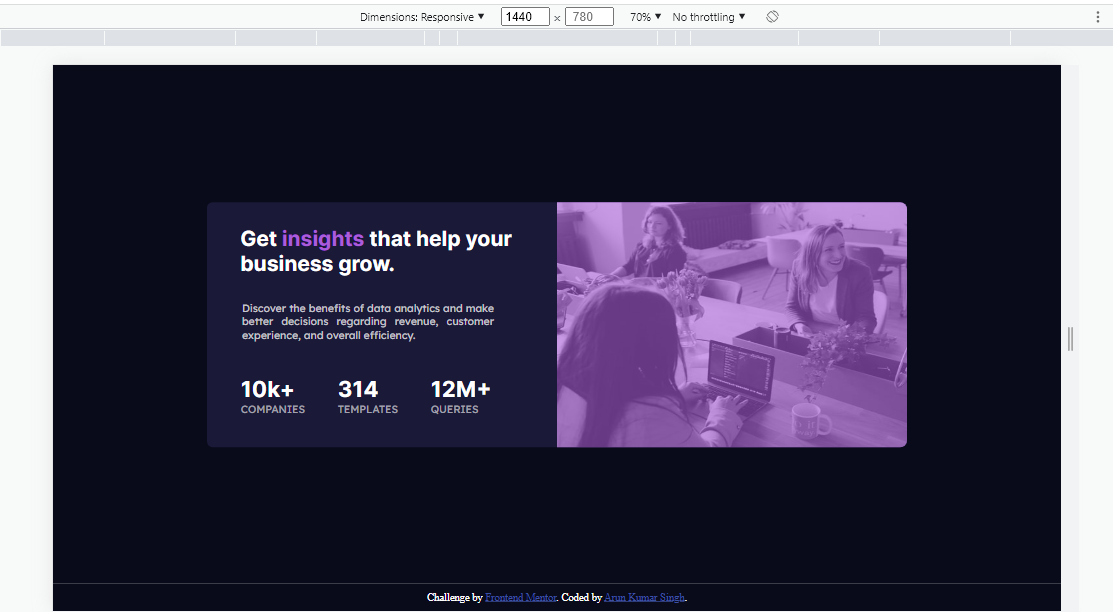 Dimensions: Responsive ▼ 1440 × 780 70% ▼ No throttling ▼
Get insights that help your
business grow.
Discover the benefits of data analytics and make
better decisions regarding revenue, customer
experience, and overall efficiency.
10k+ 314 12M+
COMPANIES TEMPLATES QUERIES
Challenge by Frontend Mentor. Coded by Arun Kumar Singh.